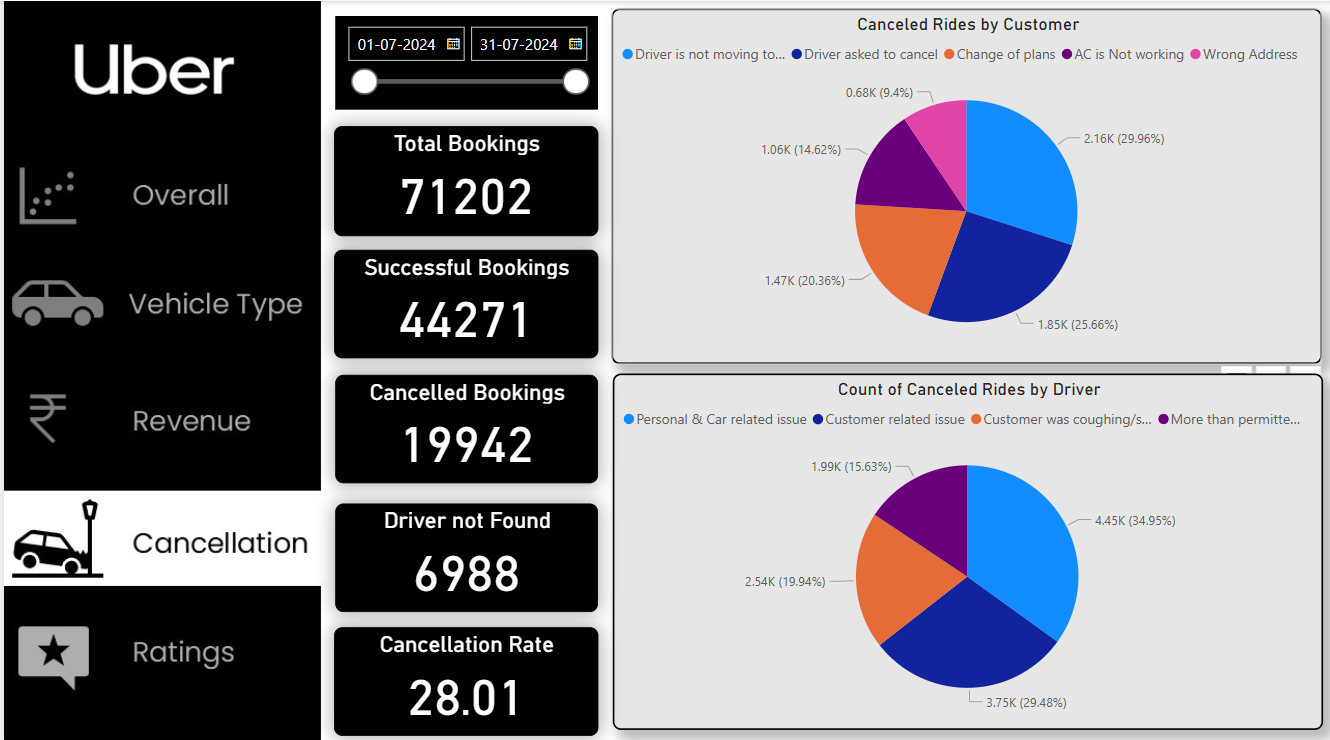 Uber
Overall
Vehicle Type
Revenue
Cancellation
Ratings
01-07-2024 31-07-2024
Total Bookings
71202
Successful Bookings
44271
Cancelled Bookings
19942
Driver not Found
6988
Cancellation Rate
28.01
Canceled Rides by Customer
Driver is not moving to... Driver asked to cancel Change of plans AC is Not working Wrong Address
0.68K (9.4%)
2.16K (29.96%)
1.06K (14.62%)
1.47K (20.36%)
1.85K (25.66%)
Count of Canceled Rides by Driver
Personal & Car related issue Customer related issue Customer was coughing/s... More than permitte...
1.99K (15.63%)
4.45K (34.95%)
2.54K (19.94%)
3.75K (29.48%)